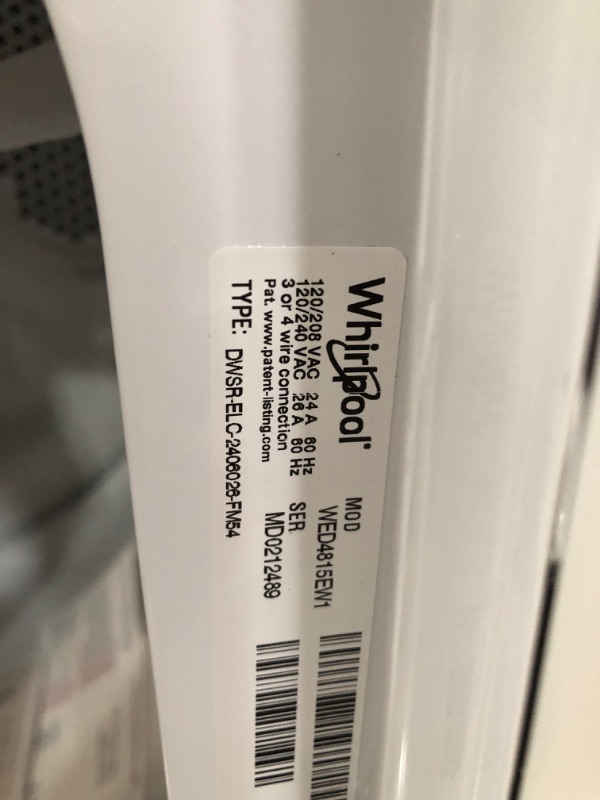 Whirlpool®
120/208 VAC 24 A 60 Hz
120/240 VAC 26 A 60 Hz
3 or 4 wire connection
Pat. www.patent-listing.com
TYPE: DWSR-ELC-2406026-FM54
MOD
WED4815EW1
SER
MD0212489